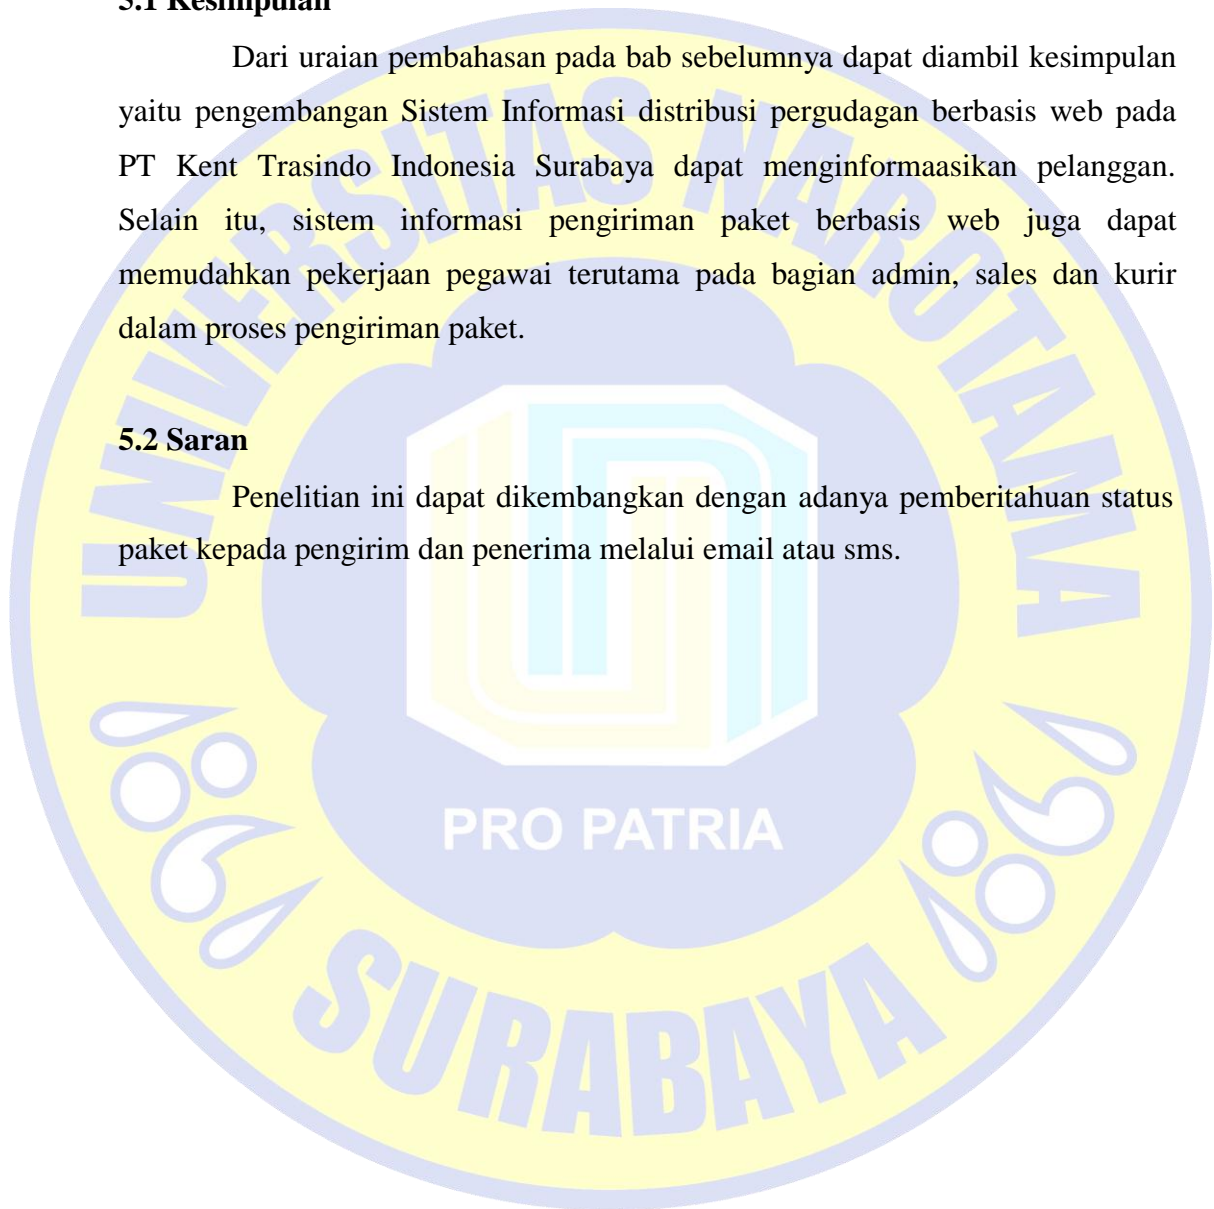 5.1 Kesimpulan
Dari uraian pembahasan pada bab sebelumnya dapat diambil kesimpulan
yaitu pengembangan Sistem Informasi distribusi pergudagan berbasis web pada
PT Kent Trasindo Indonesia Surabaya dapat menginformaasikan pelanggan.
Selain itu, sistem informasi pengiriman paket berbasis web juga dapat
memudahkan pekerjaan pegawai terutama pada bagian admin, sales dan kurir
dalam proses pengiriman paket.
5.2 Saran
Penelitian ini dapat dikembangkan dengan adanya pemberitahuan status
paket kepada pengirim dan penerima melalui email atau sms.
UNIVERSITAS NAROTAMA
PRO PATRIA
SURABAYA